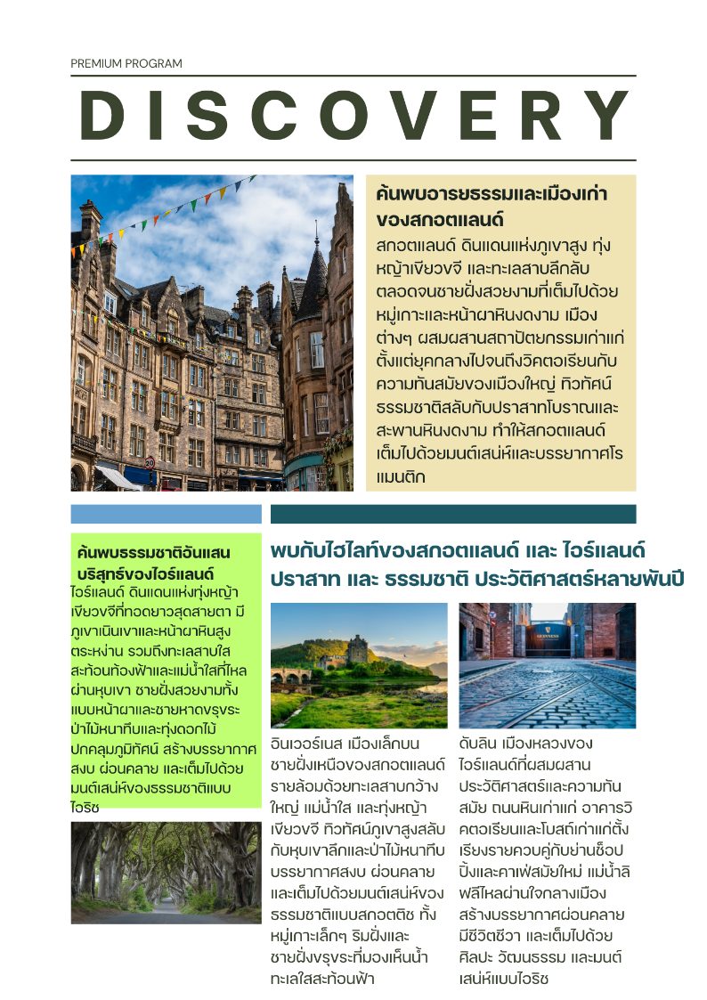 PREMIUM PROGRAM
DISCOVERY
ค้นพบอารยธรรมและเมืองเก่า
ของสกอตแลนด์
สกอตแลนด์ ดินแดนแห่งภูเขาสูง ทุ่ง
หญ้าเขียวขจี และทะเลสาบลึกลับ
ตลอดจนชายฝั่งสวยงามที่เต็มไปด้วย
หมู่เกาะและหน้าผาหินงดงาม เมือง
ต่างๆ ผสมผสานสถาปัตยกรรมเก่าแก่
ตั้งแต่ยุคกลางไปจนถึงวิคตอเรียนกับ
ความทันสมัยของเมืองใหญ่ ทิวทัศน์
ธรรมชาติสลับกับปราสาทโบราณและ
สะพานหินงดงาม ทำให้สกอตแลนด์
เต็มไปด้วยมนต์เสน่ห์และบรรยากาศโร
แมนติก
20
ค้นพบธรรมชาติอันแสน
บริสุทธ์ของไอร์แลนด์
ไอร์แลนด์ ดินแดนแห่งทุ่งหญ้า
เขียวขจีที่ทอดยาวสุดสายตา มี
ภูเขาเนินเขาและหน้าผาหินสูง
ตระหง่าน รวมถึงทะเลสาบใส
สะท้อนท้องฟ้าและแม่น้ำใสที่ไหล
ผ่านหุบเขา ชายฝั่งสวยงามทั้ง
แบบหน้าผาและชายหาดขรุขระ
ป่าไม้หนาทึบและทุ่งดอกไม้
ปกคลุมภูมิทัศน์ สร้างบรรยากาศ
สงบ ผ่อนคลาย และเต็มไปด้วย
มนต์เสน่ห์ของธรรมชาติแบบ
ไอริช
พบกับไฮไลท์ของสกอตแลนด์ และ ไอร์แลนด์
ปราสาท และ ธรรมชาติ ประวัติศาสตร์หลายพันปี
GUINNESS
อินเวอร์เนส เมืองเล็กบน
ชายฝั่งเหนือของสกอตแลนด์
รายล้อมด้วยทะเลสาบกว้าง
ใหญ่ แม่น้ำใส และทุ่งหญ้า
เขียวขจี ทิวทัศน์ภูเขาสูงสลับ
กับหุบเขาลึกและป่าไม้หนาทึบ
บรรยากาศสงบ ผ่อนคลาย
และเต็มไปด้วยมนต์เสน่ห์ของ
ธรรมชาติแบบสกอตติช ทั้ง
หมู่เกาะเล็กๆ ริมฝั่งและ
ชายฝั่งขรุขระที่มองเห็นน้ำ
ทะเลใสสะท้อนฟ้า
ดับลิน เมืองหลวงของ
ไอร์แลนด์ที่ผสมผสาน
ประวัติศาสตร์และความทัน
สมัย ถนนหินเก่าแก่ อาคารวิ
คตอเรียนและโบสถ์เก่าแก่ตั้ง
เรียงรายควบคู่กับย่านช็อป
ปิ้งและคาเฟ่สมัยใหม่ แม่น้ำลิ
ฟลีไหลผ่านใจกลางเมือง
สร้างบรรยากาศผ่อนคลาย
มีชีวิตชีวา และเต็มไปด้วย
ศิลปะ วัฒนธรรม และมนต์
เสน่ห์แบบไอริช